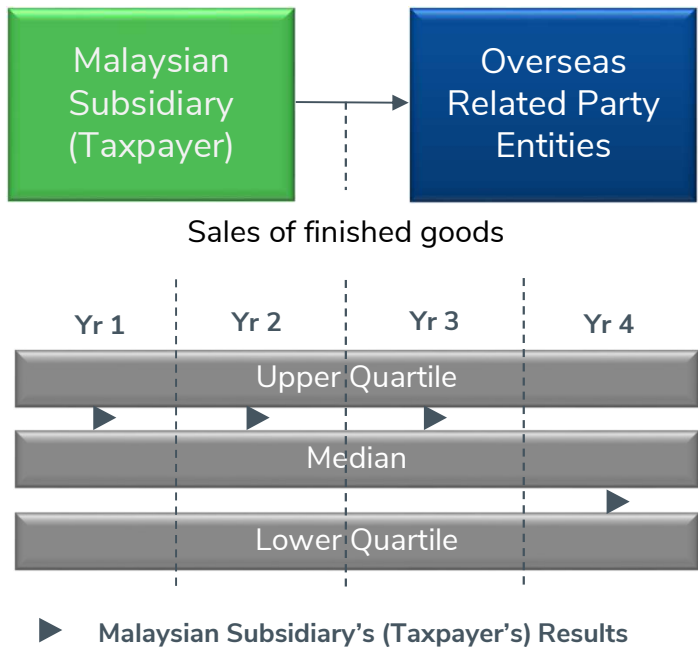 Malaysian
Subsidiary
(Taxpayer)
Overseas
Related Party
Entities
Sales of finished goods
Yr 1
Yr 2
Yr 3
Yr 4
Upper Quartile
Median
Lower Quartile
Malaysian Subsidiary's (Taxpayer's) Results